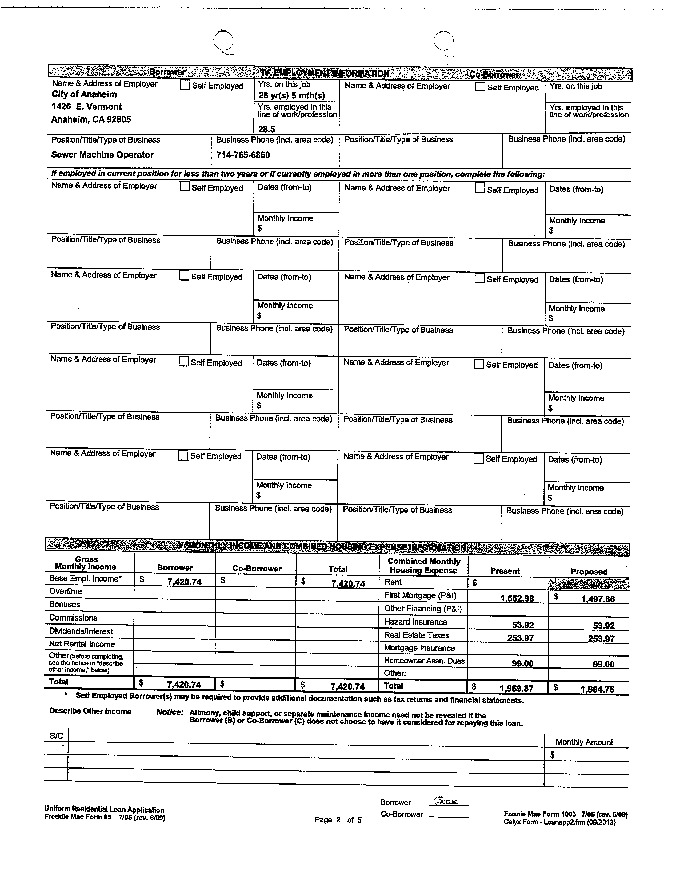 Borrower IV. EMPLOYMENT INFORMATION Co-Borrower
Name & Address of Employer Self Employed Yrs. on this job Name & Address of Employer Self Employed Yrs. on this job
City of Anaheim 28 yr(s) 5 mth(s)
1426 E. Vermont Yrs. employed in this line of work/profession Yrs. employed in this line of work/profession
Anaheim, CA 92805
28.5
Position/Title/Type of Business Business Phone (incl. area code) Position/Title/Type of Business Business Phone (incl. area code)
Sewer Machine Operator 714-765-6860
If employed in current position for less than two years or if currently employed in more than one position, complete the following:
Name & Address of Employer Self Employed Dates (from-to) Name & Address of Employer Self Employed Dates (from-to)
Monthly Income Monthly Income
$ $
Position/Title/Type of Business Business Phone (incl. area code) Position/Title/Type of Business Business Phone (incl. area code)
Name & Address of Employer Self Employed Dates (from-to) Name & Address of Employer Self Employed Dates (from-to)
Monthly Income Monthly Income
$ $
Position/Title/Type of Business Business Phone (incl. area code) Position/Title/Type of Business Business Phone (incl. area code)
Name & Address of Employer Self Employed Dates (from-to) Name & Address of Employer Self Employed Dates (from-to)
Monthly Income Monthly Income
$ $
Position/Title/Type of Business Business Phone (incl. area code) Position/Title/Type of Business Business Phone (incl. area code)
Name & Address of Employer Self Employed Dates (from-to) Name & Address of Employer Self Employed Dates (from-to)
Monthly Income Monthly Income
$ $
Position/Title/Type of Business Business Phone (incl. area code) Position/Title/Type of Business Business Phone (incl. area code)
V. MONTHLY INCOME AND COMBINED HOUSING EXPENSE INFORMATION
Gross Monthly Income Borrower Co-Borrower Total Combined Monthly Housing Expense Present Proposed
Base Empl. Income* $ 7,420.74 $ $ 7,420.74 Rent $
Overtime First Mortgage (P&I) $ 1,497.86
Bonuses Other Financing (P&I)
Commissions Hazard Insurance 53.92 53.92
Dividends/Interest Real Estate Taxes 253.97 253.97
Net Rental Income Mortgage Insurance
Other (before completing, see the notice in "describe other income," below) Homeowner Assn. Dues 99.00 99.00
Other:
Total $ 7,420.74 $ $ 7,420.74 Total $ $
* Self Employed Borrower(s) may be required to provide additional documentation such as tax returns and financial statements.
Describe Other Income Notice: Alimony, child support, or separate maintenance income need not be revealed if the
Borrower (B) or Co-Borrower (C) does not choose to have it considered for repaying this loan.
B/C Monthly Amount
$
Borrower
Uniform Residential Loan Application Co-Borrower Fannie Mae Form 1003 7/05 (rev. 6/09)
Freddie Mac Form 65 7/05 (rev. 6/09) Page 2 of 5 Calyx Form - Loanapp2.frm (09/2013)